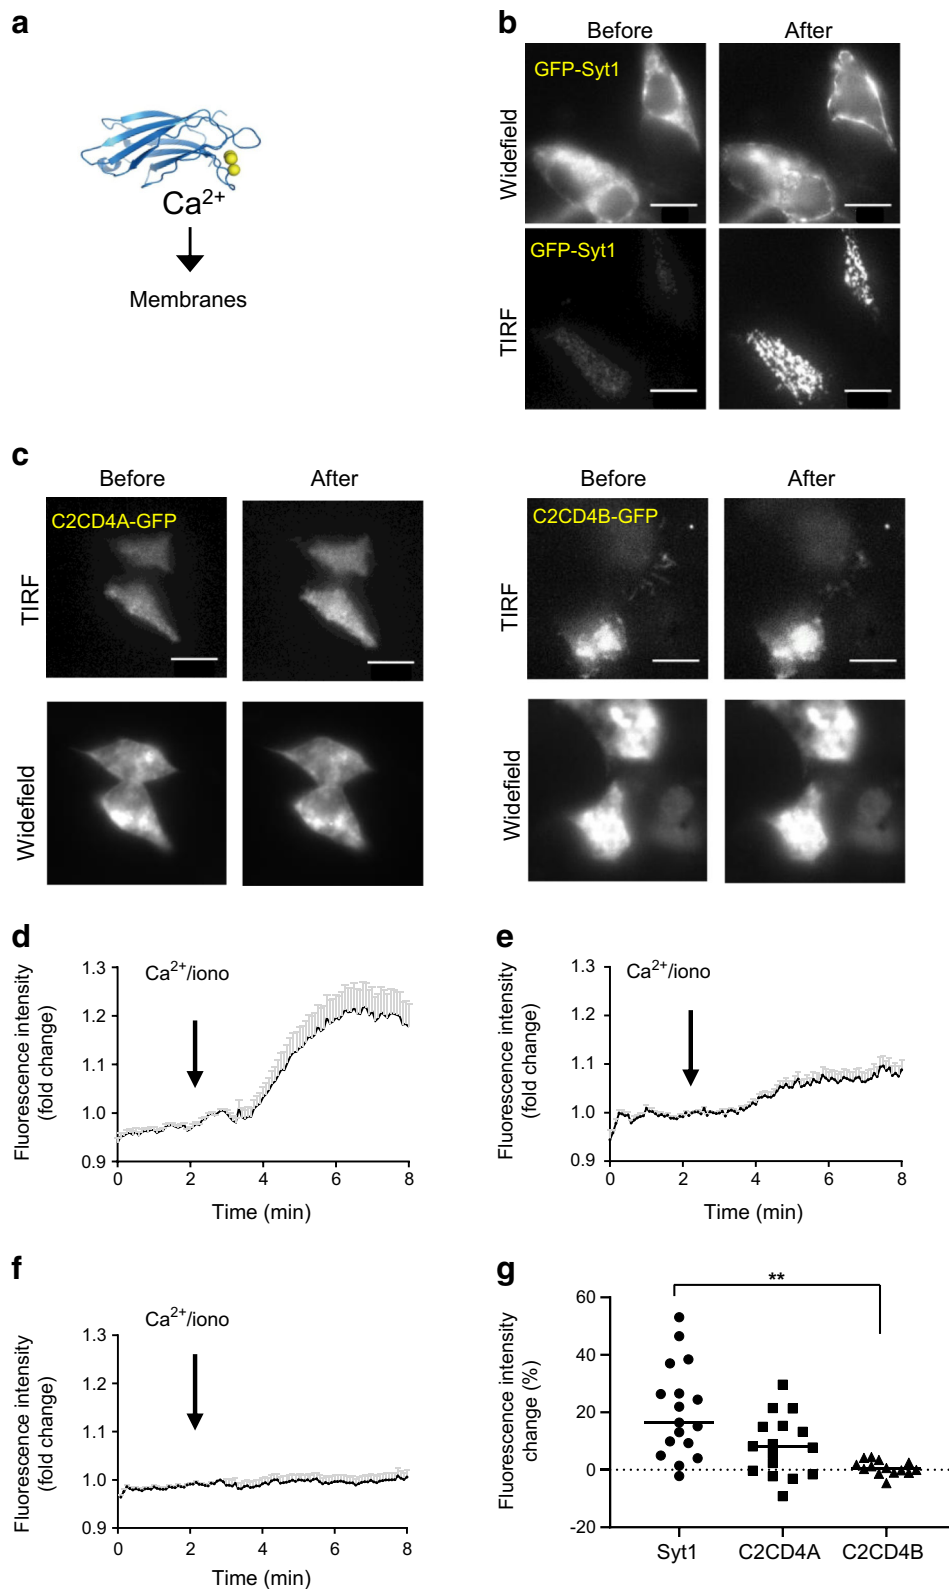 a
Ca2+
Membranes
b
Before After
GFP-Syt1
Widefield
GFP-Syt1
TIRF
c
Before After
C2CD4A-GFP
TIRF
Widefield
Before After
C2CD4B-GFP
TIRF
Widefield
d
Ca2+/iono
Fluorescence intensity
(fold change)
1.3
1.2
1.1
1.0
0.9
0 2 4 6 8
Time (min)
e
Ca2+/iono
Fluorescence intensity
(fold change)
1.3
1.2
1.1
1.0
0.9
0 2 4 6 8
Time (min)
f
Ca2+/iono
Fluorescence intensity
(fold change)
1.3
1.2
1.1
1.0
0.9
0 2 4 6 8
Time (min)
g
**
Fluorescence intensity
change (%)
60
40
20
0
-20
Syt1 C2CD4A C2CD4B